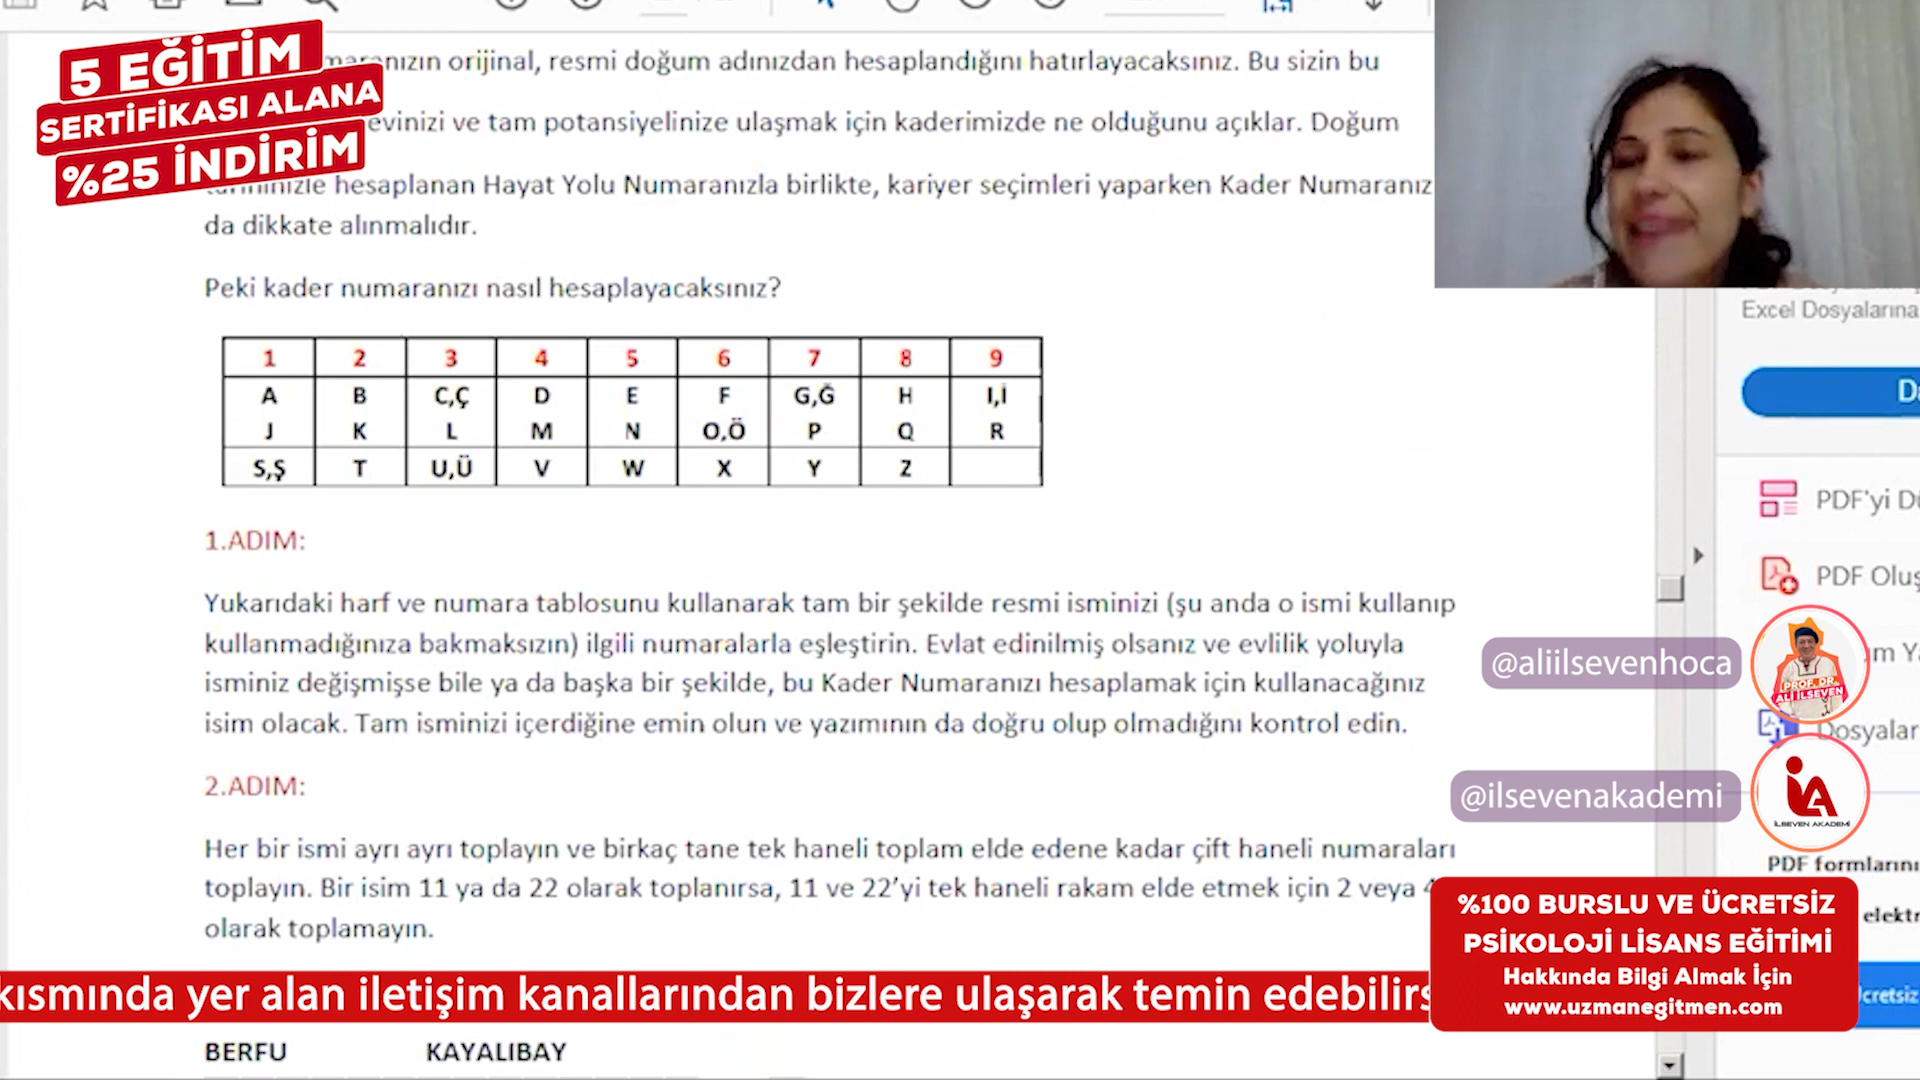 5 EĞİTİM
SERTİFİKASI ALANA
%25 İNDİRİM
orijinal, resmi doğum adınızdan hesaplandığını hatırlayacaksınız. Bu sizin bu
ve tam potansiyelinize ulaşmak için kaderimizde ne olduğunu açıklar. Doğum
hesaplanan Hayat Yolu Numaranızla birlikte, kariyer seçimleri yaparken Kader Numaranız
da dikkate alınmalıdır.
Peki kader numaranızı nasıl hesaplayacaksınız?
1 2 3 4 5 6 7 8 9
A B C,Ç D E F G,Ğ H I,İ
J K L M N O,Ö P Q R
S,Ş T U,Ü V W X Y Z
1.ADIM:
Yukarıdaki harf ve numara tablosunu kullanarak tam bir şekilde resmi isminizi (şu anda o ismi kullanıp
kullanmadığınıza bakmaksızın) ilgili numaralarla eşleştirin. Evlat edinilmiş olsanız ve evlilik yoluyla
isminiz değişmişse bile ya da başka bir şekilde, bu Kader Numaranızı hesaplamak için kullanacağınız
isim olacak. Tam isminizi içerdiğine emin olun ve yazımının da doğru olup olmadığını kontrol edin.
2.ADIM:
Her bir ismi ayrı ayrı toplayın ve birkaç tane tek haneli toplam elde edene kadar çift haneli numaraları
toplayın. Bir isim 11 ya da 22 olarak toplanırsa, 11 ve 22’yi tek haneli rakam elde etmek için 2 veya 4
olarak toplamayın.
BERFU KAYALIBAY
Excel Dosyalarına
PDF'yi
PDF
@aliilsevenhoca
PROF. DR.
ALİ İLSEVEN
Dosyalar
@ilsevenakademi
İLSEVEN AKADEMİ
PDF formlarını
%100 BURSLU VE ÜCRETSİZ
PSİKOLOJİ LİSANS EĞİTİMİ
Hakkında Bilgi Almak İçin
www.uzmanegitmen.com
kısmında yer alan iletişim kanallarından bizlere ulaşarak temin